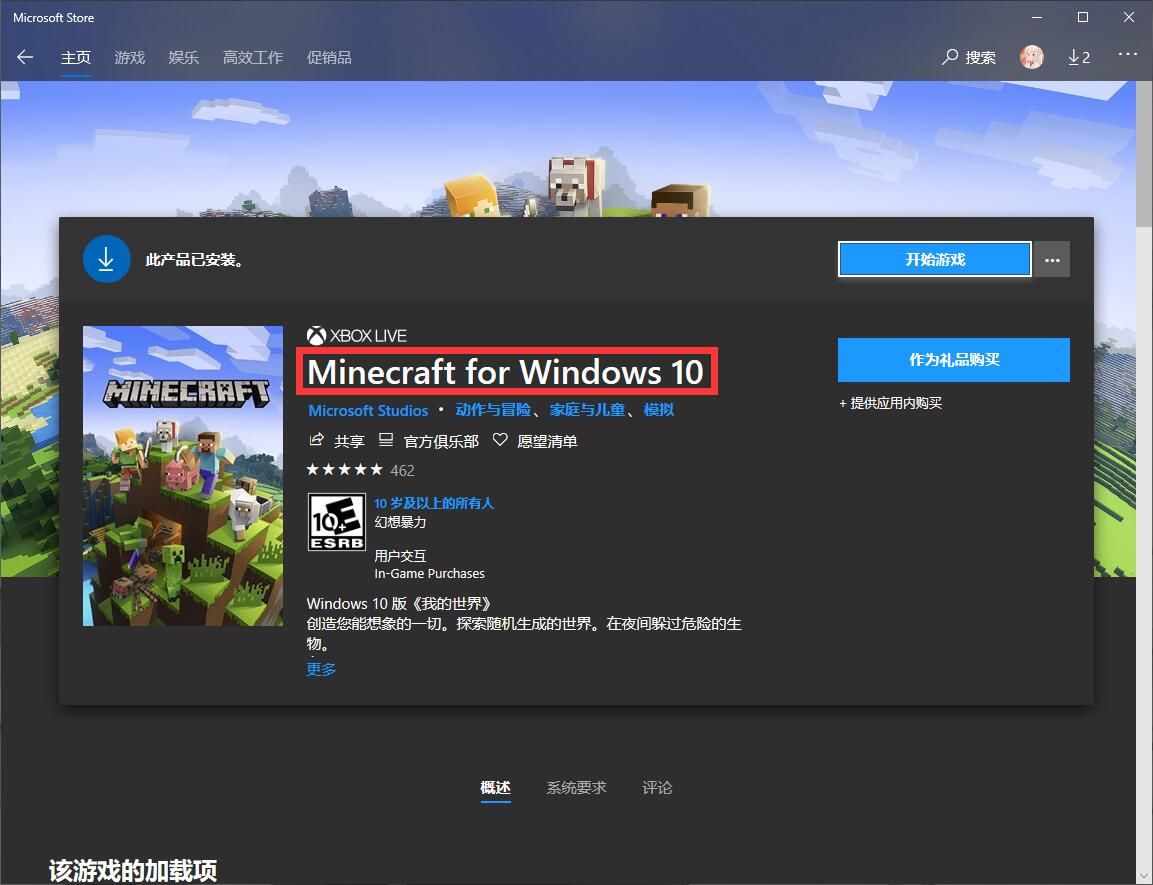 Microsoft Store
主页 游戏 娱乐 高效工作 促销品 搜索 2
此产品已安装。 开始游戏
MINECRAFT
XBOX LIVE
Minecraft for Windows 10
Microsoft Studios • 动作与冒险、家庭与儿童、模拟
共享 官方俱乐部 愿望清单
462
作为礼品购买
+ 提供应用内购买
10+ E
ESRB
10 岁及以上的所有人
幻想暴力
用户交互
In-Game Purchases
Windows 10 版《我的世界》
创造您能想象的一切。探索随机生成的世界。在夜间躲过危险的生
物。
更多
概述 系统要求 评论
该游戏的加载项